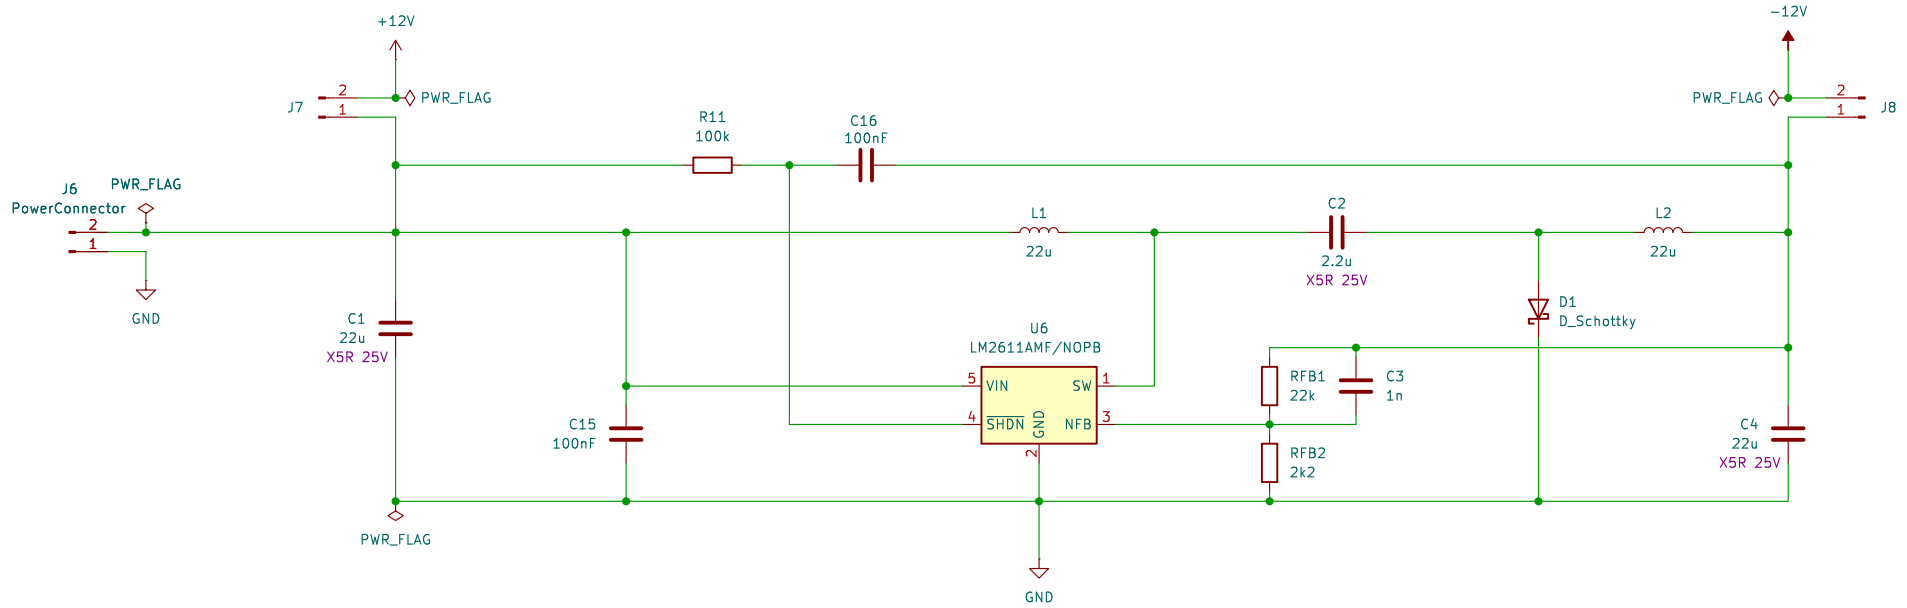 +12V
-12V
J7
2
1
PWR_FLAG
PWR_FLAG
2
1
J8
R11
100k
C16
100nF
J6
PowerConnector
PWR_FLAG
2
1
GND
L1
22u
C2
2.2u
X5R 25V
L2
22u
C1
22u
X5R 25V
D1
D_Schottky
U6
LM2611AMF/NOPB
5
VIN
SW
1
4
SHDN
GND
NFB
3
2
RFB1
22k
C3
1n
C15
100nF
RFB2
2k2
C4
22u
X5R 25V
PWR_FLAG
GND